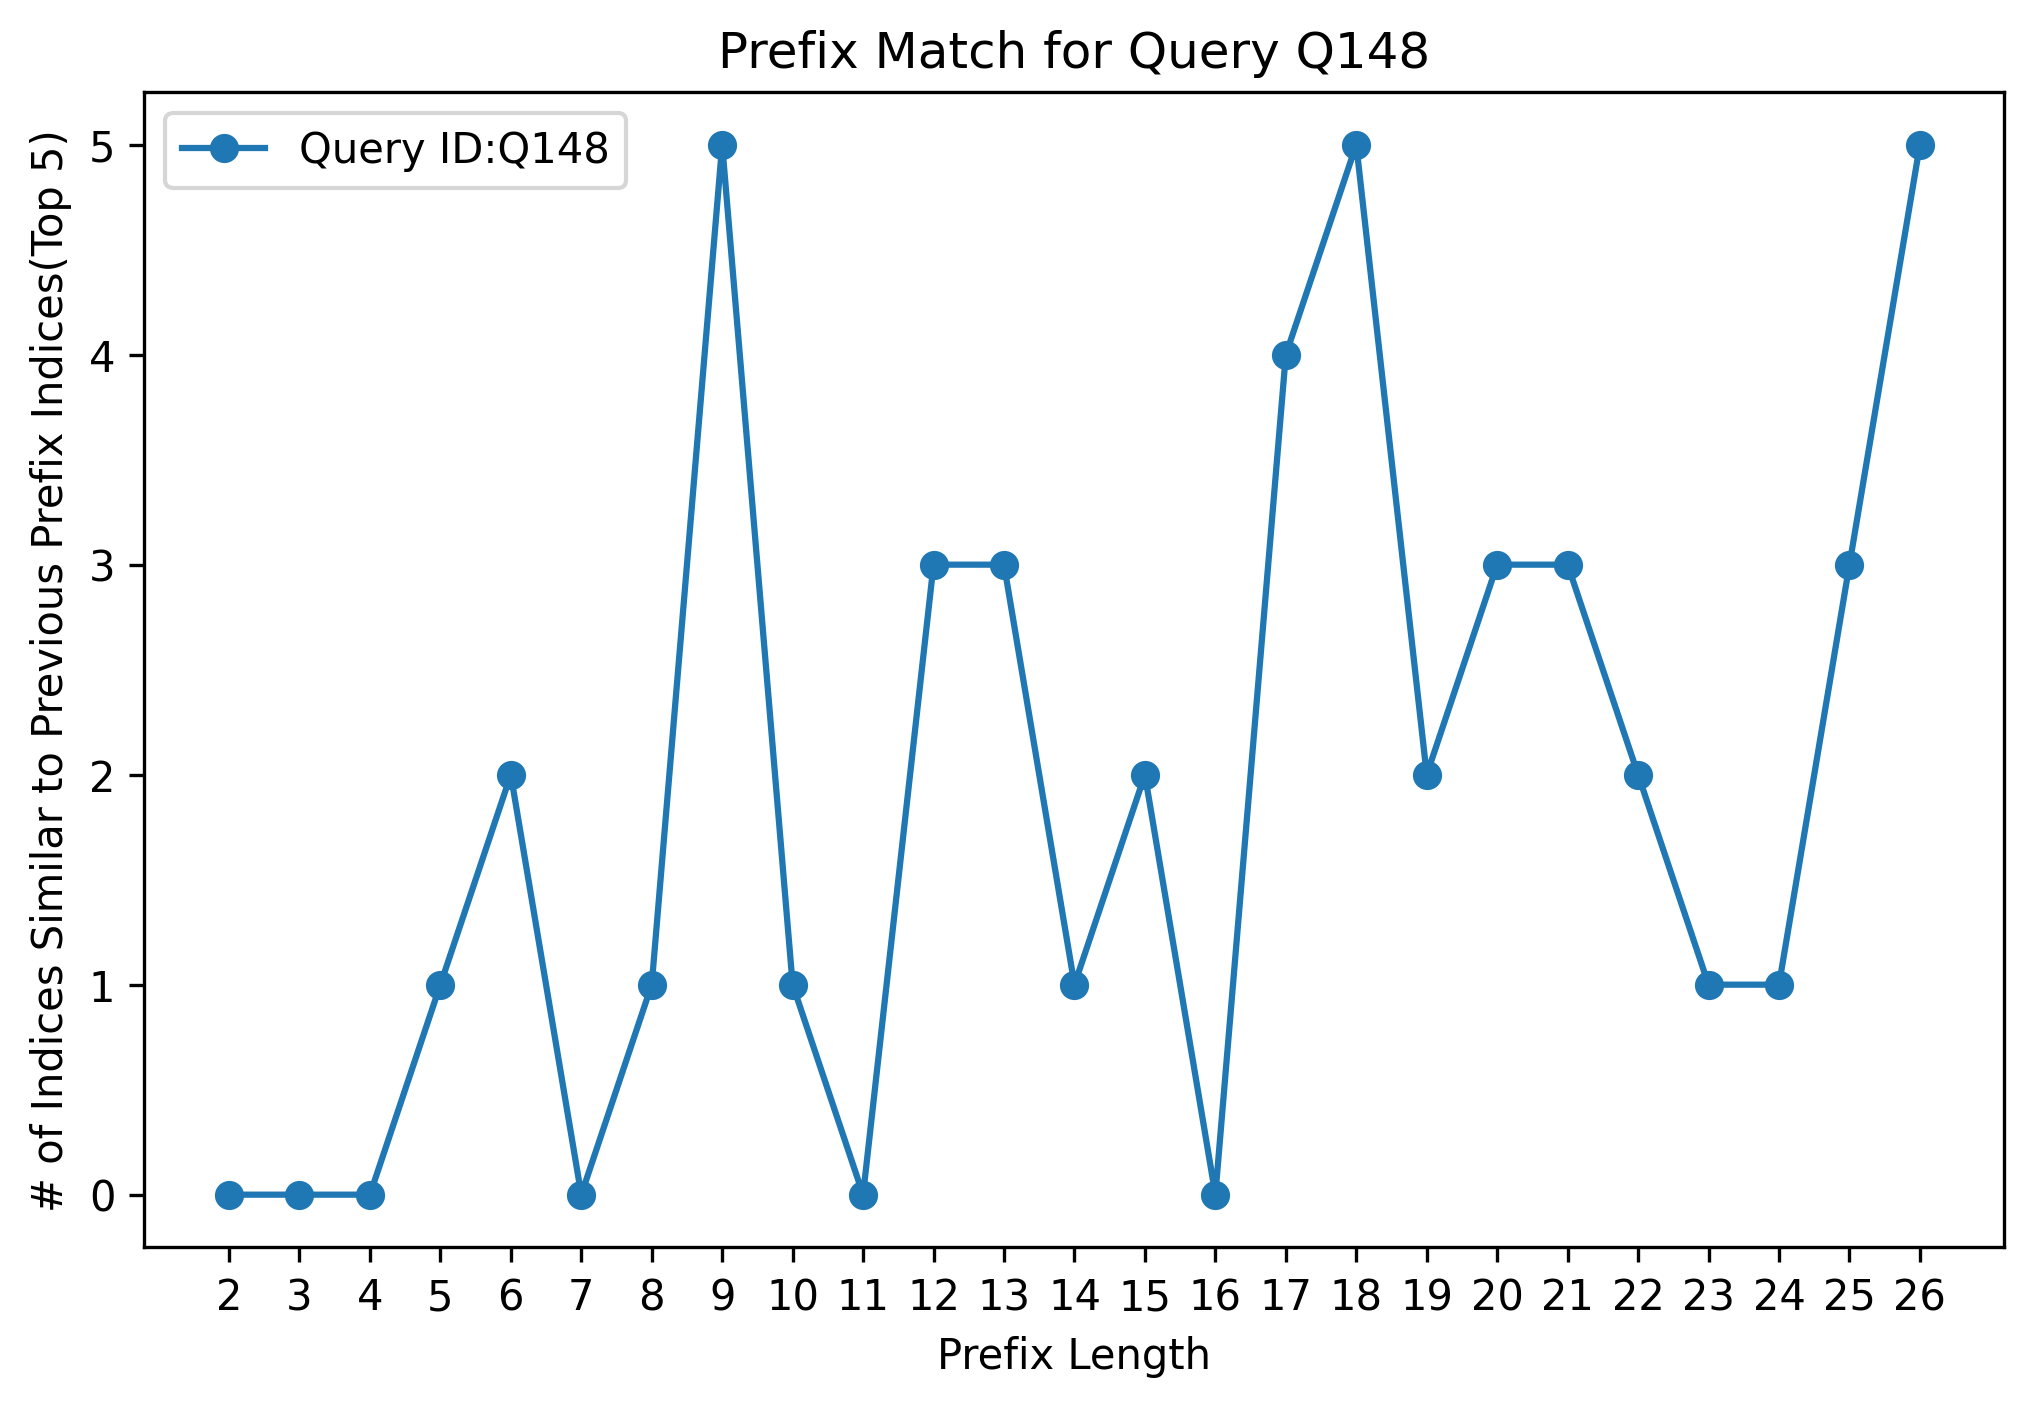 Prefix Match for Query Q148
Query ID:Q148
# of Indices Similar to Previous Prefix Indices(Top 5)
5
4
3
2
1
0
2 3 4 5 6 7 8 9 10 11 12 13 14 15 16 17 18 19 20 21 22 23 24 25 26
Prefix Length